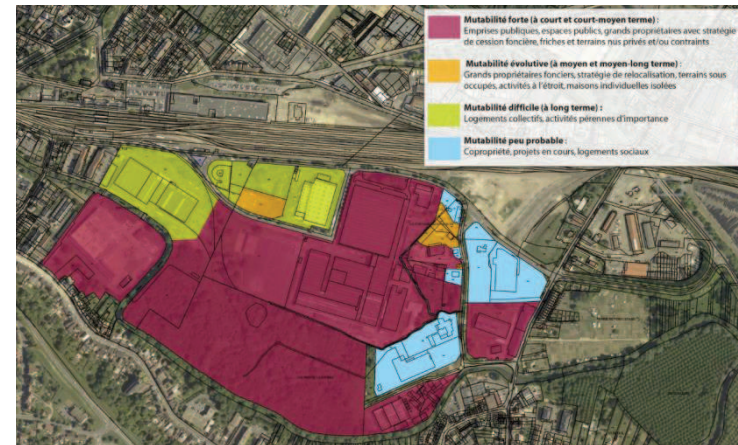 Mutabilité forte (à court et court-moyen terme) :
Emprises publiques, espaces publics, grands propriétaires avec stratégie
de cession foncière, friches et terrains nus privés et/ou contraints
Mutabilité évolutive (à moyen et moyen-long terme) :
Grands propriétaires fonciers, stratégie de relocalisation, terrains sous
occupés, activités à l'étroit, maisons individuelles isolées
Mutabilité difficile (à long terme) :
Logements collectifs, activités pérennes d'importance
Mutabilité peu probable :
Copropriété, projets en cours, logements sociaux